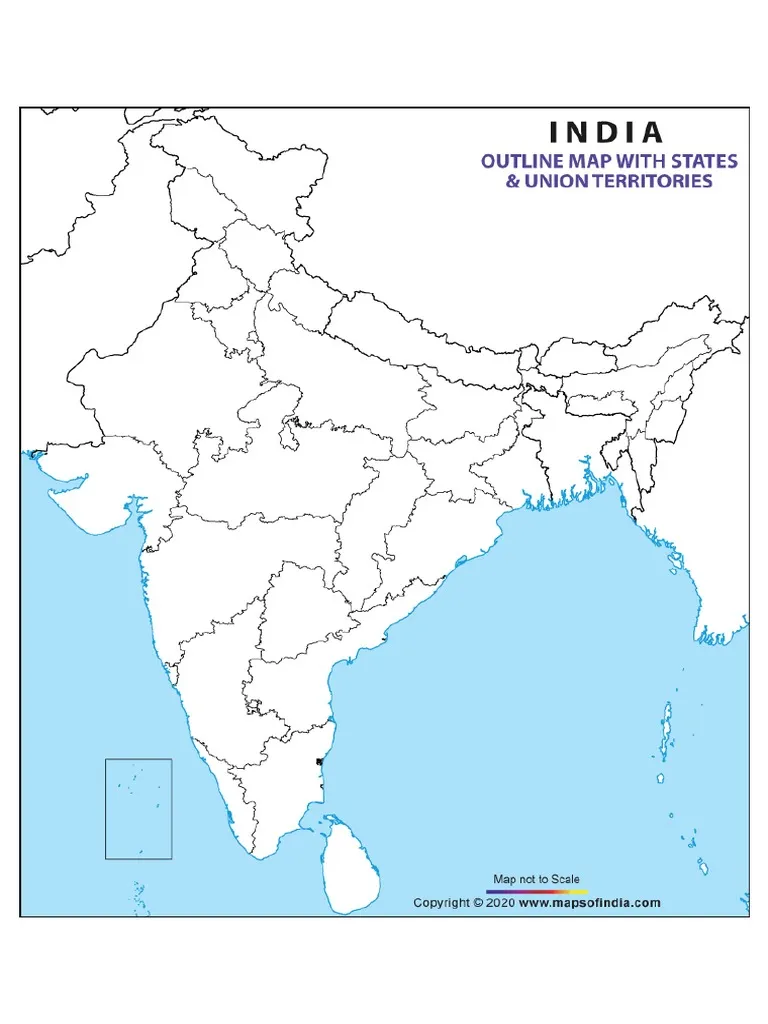 INDIA
OUTLINE MAP WITH STATES
& UNION TERRITORIES
Map not to Scale
Copyright © 2020 www.mapsofindia.com